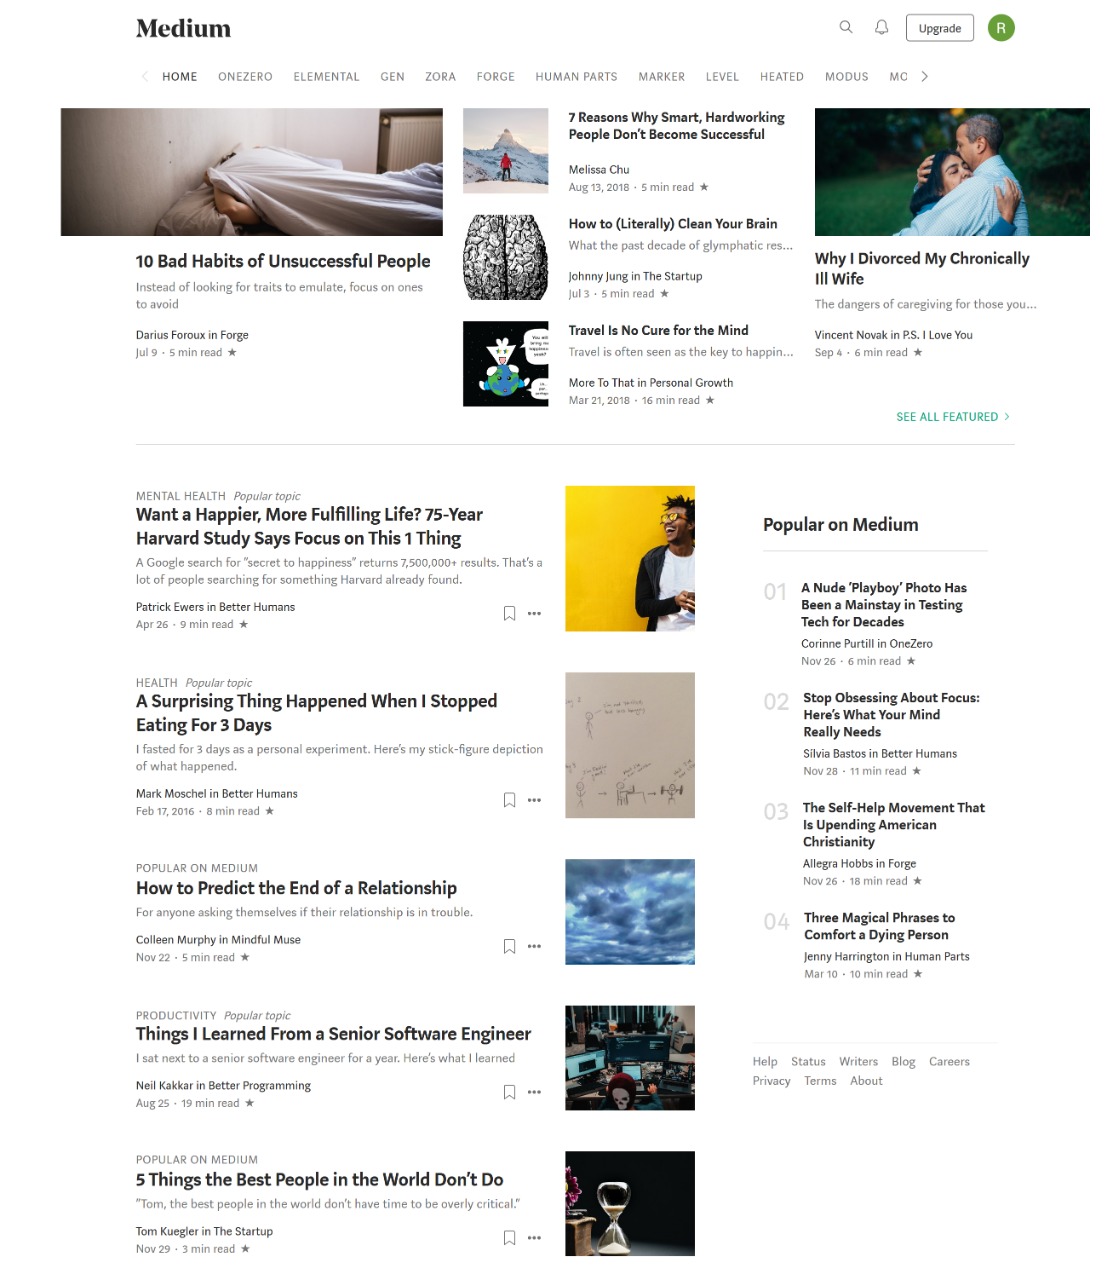 Medium
Upgrade
R
HOME ONEZERO ELEMENTAL GEN ZORA FORGE HUMAN PARTS MARKER LEVEL HEATED MODUS MO
10 Bad Habits of Unsuccessful People
Instead of looking for traits to emulate, focus on ones
to avoid
Darius Foroux in Forge
Jul 9 · 5 min read ★
7 Reasons Why Smart, Hardworking
People Don't Become Successful
Melissa Chu
Aug 13, 2018 · 5 min read ★
How to (Literally) Clean Your Brain
What the past decade of glymphatic res...
Johnny Jung in The Startup
Jul 3 · 5 min read ★
Travel Is No Cure for the Mind
Travel is often seen as the key to happin...
More To That in Personal Growth
Mar 21, 2018 · 16 min read ★
Why I Divorced My Chronically
Ill Wife
The dangers of caregiving for those you...
Vincent Novak in P.S. I Love You
Sep 4 · 6 min read ★
SEE ALL FEATURED
MENTAL HEALTH Popular topic
Want a Happier, More Fulfilling Life? 75-Year
Harvard Study Says Focus on This 1 Thing
A Google search for "secret to happiness" returns 7,500,000+ results. That's a
lot of people searching for something Harvard already found.
Patrick Ewers in Better Humans
Apr 26 · 9 min read ★
HEALTH Popular topic
A Surprising Thing Happened When I Stopped
Eating For 3 Days
I fasted for 3 days as a personal experiment. Here's my stick-figure depiction
of what happened.
Mark Moschel in Better Humans
Feb 17, 2016 · 8 min read ★
POPULAR ON MEDIUM
How to Predict the End of a Relationship
For anyone asking themselves if their relationship is in trouble.
Colleen Murphy in Mindful Muse
Nov 22 · 5 min read ★
PRODUCTIVITY Popular topic
Things I Learned From a Senior Software Engineer
I sat next to a senior software engineer for a year. Here's what I learned
Neil Kakkar in Better Programming
Aug 25 · 19 min read ★
POPULAR ON MEDIUM
5 Things the Best People in the World Don't Do
"Tom, the best people in the world don't have time to be overly critical."
Tom Kuegler in The Startup
Nov 29 · 3 min read ★
Popular on Medium
01
A Nude 'Playboy' Photo Has
Been a Mainstay in Testing
Tech for Decades
Corinne Purtill in OneZero
Nov 26 · 6 min read ★
02
Stop Obsessing About Focus:
Here's What Your Mind
Really Needs
Sílvia Bastos in Better Humans
Nov 28 · 11 min read ★
03
The Self-Help Movement That
Is Upending American
Christianity
Allegra Hobbs in Forge
Nov 26 · 18 min read ★
04
Three Magical Phrases to
Comfort a Dying Person
Jenny Harrington in Human Parts
Mar 10 · 10 min read ★
Help Status Writers Blog Careers
Privacy Terms About